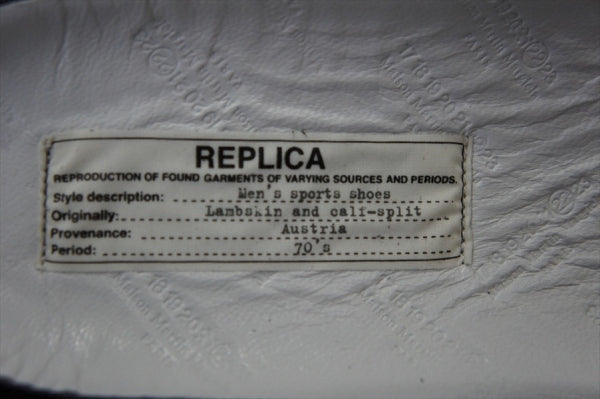 REPLICA
REPRODUCTION OF FOUND GARMENTS OF VARYING SOURCES AND PERIODS.
Style description: Men's sports shoes
Originally: Lambskin and calf-split
Provenance: Austria
Period: 70's